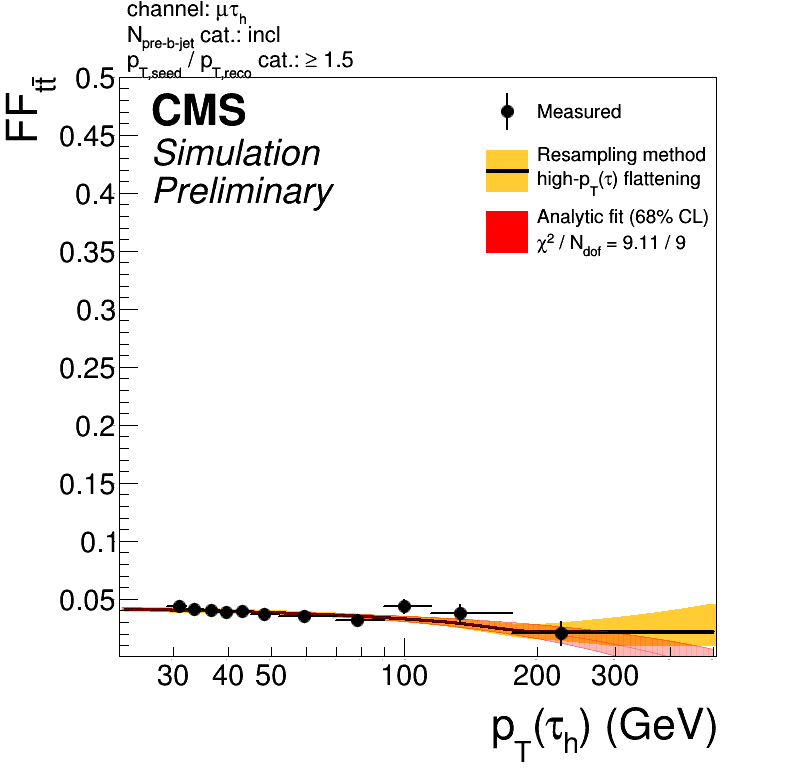 channel: μτh
Npre-b-jet cat.: incl
pT,seed / pT,reco cat.: ≥ 1.5
FFtt̄
0.5
0.45
0.4
0.35
0.3
0.25
0.2
0.15
0.1
0.05
CMS
Simulation
Preliminary
Measured
Resampling method
high-pT(τ) flattening
Analytic fit (68% CL)
χ² / Ndof = 9.11 / 9
30 40 50 100 200 300
pT(τh) (GeV)